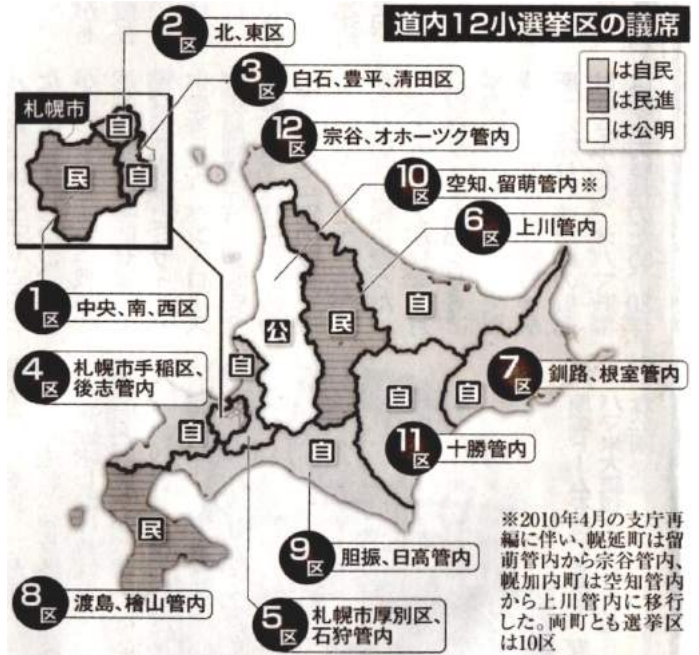 道内12小選挙区の議席
は自民
は民進
は公明
2区 北、東区
3区 白石、豊平、清田区
札幌市
自
民
自
12区 宗谷、オホーツク管内
10区 空知、留萌管内※
6区 上川管内
1区 中央、南、西区
自
公
民
4区 札幌市手稲区、
後志管内
自
自
自
7区 釧路、根室管内
自
自
11区 十勝管内
民
9区 胆振、日高管内
8区 渡島、檜山管内
5区 札幌市厚別区、
石狩管内
※2010年4月の支庁再
編に伴い、幌延町は留
萌管内から宗谷管内、
幌加内町は空知管内
から上川管内に移行
した。両町とも選挙区
は10区